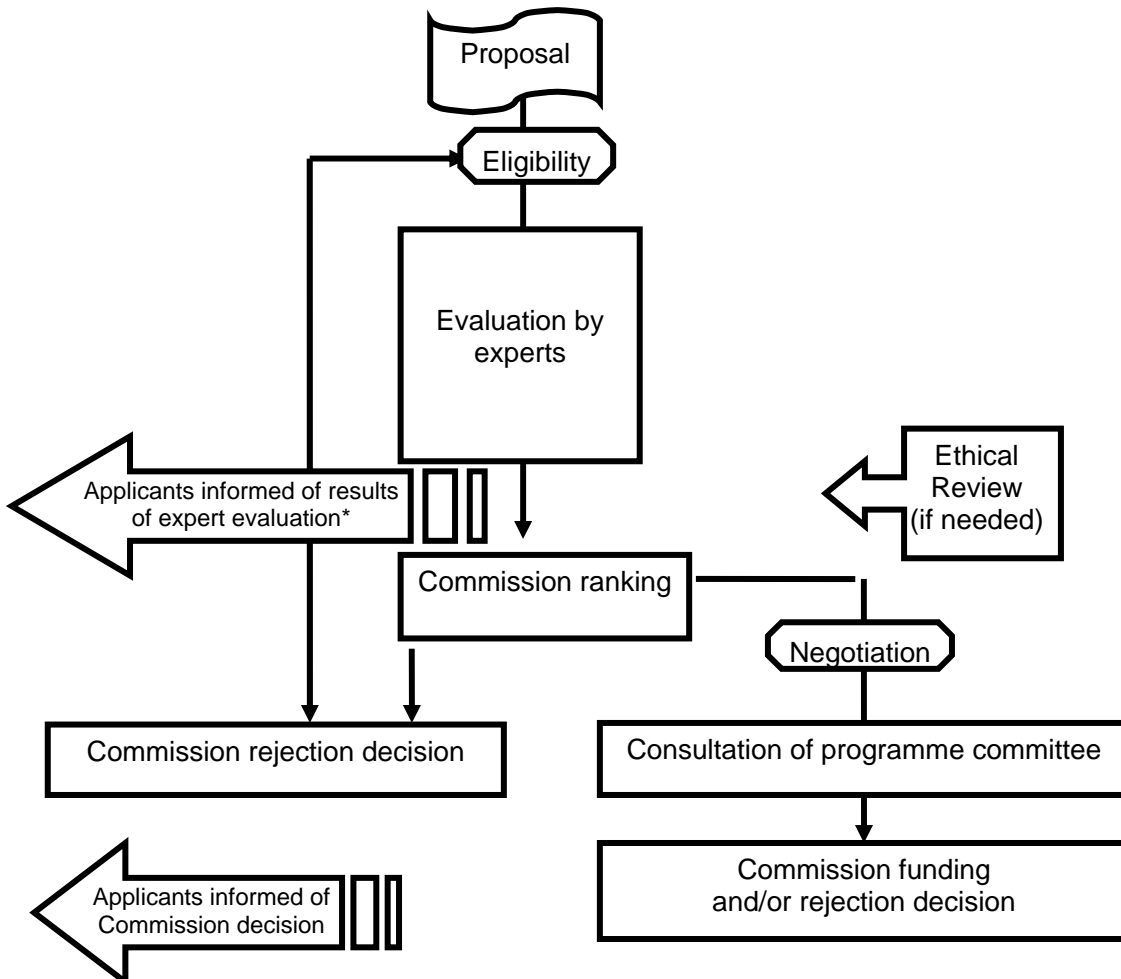 Proposal
Eligibility
Evaluation by
experts
Applicants informed of results
of expert evaluation*
Ethical
Review
(if needed)
Commission ranking
Negotiation
Commission rejection decision
Consultation of programme committee
Applicants informed of
Commission decision
Commission funding
and/or rejection decision